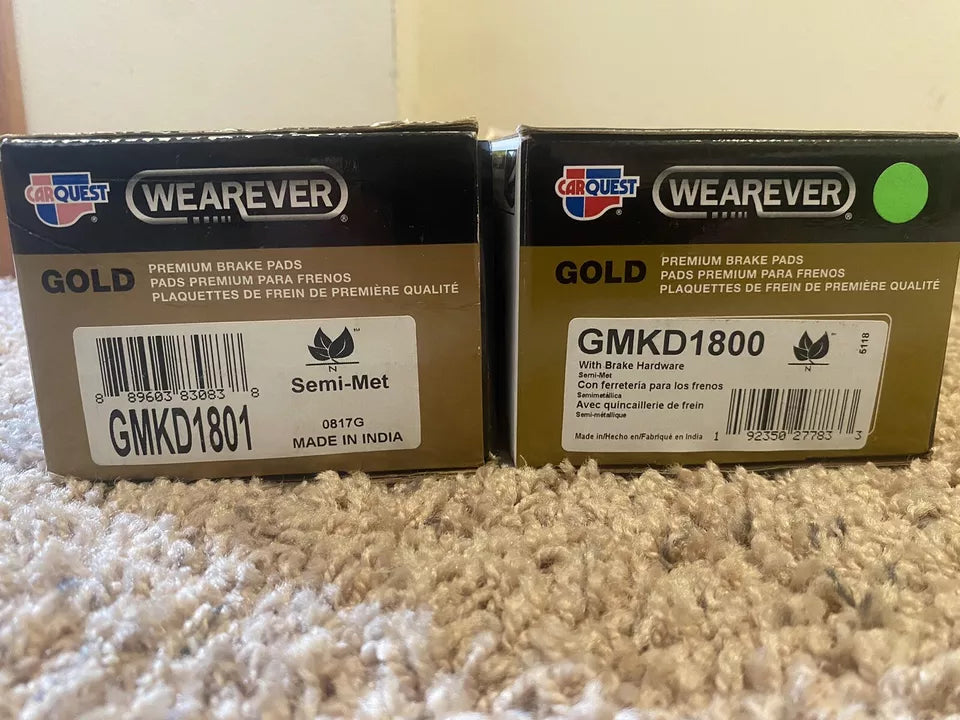 CARQUEST
®
WEAREVER
®
GOLD
PREMIUM BRAKE PADS
PADS PREMIUM PARA FRENOS
PLAQUETTES DE FREIN DE PREMIÈRE QUALITÉ
8 89603 83083 8
GMKD1801
™
N
Semi-Met
0817G
MADE IN INDIA
CARQUEST
®
WEAREVER
®
GOLD
PREMIUM BRAKE PADS
PADS PREMIUM PARA FRENOS
PLAQUETTES DE FREIN DE PREMIÈRE QUALITÉ
GMKD1800
With Brake Hardware
Semi-Met
Con ferretería para los frenos
Semimetálica
Avec quincaillerie de frein
Semi-métallique
Made in/Hecho en/Fabriqué en India
™
N
5118
1 92350 27783 3